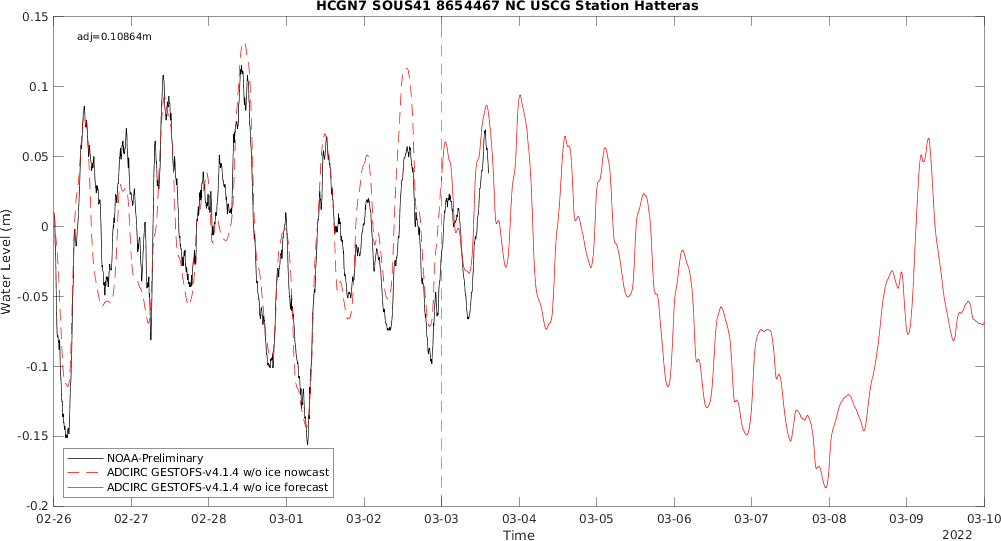 HCGN7 SOUS41 8654467 NC USCG Station Hatteras
0.15
adj=0.10864m
0.1
0.05
0
-0.05
-0.1
-0.15
-0.2
Water Level (m)
NOAA-Preliminary
ADCIRC GESTOFS-v4.1.4 w/o ice nowcast
ADCIRC GESTOFS-v4.1.4 w/o ice forecast
02-26 02-27 02-28 03-01 03-02 03-03 03-04 03-05 03-06 03-07 03-08 03-09 03-10
Time
2022